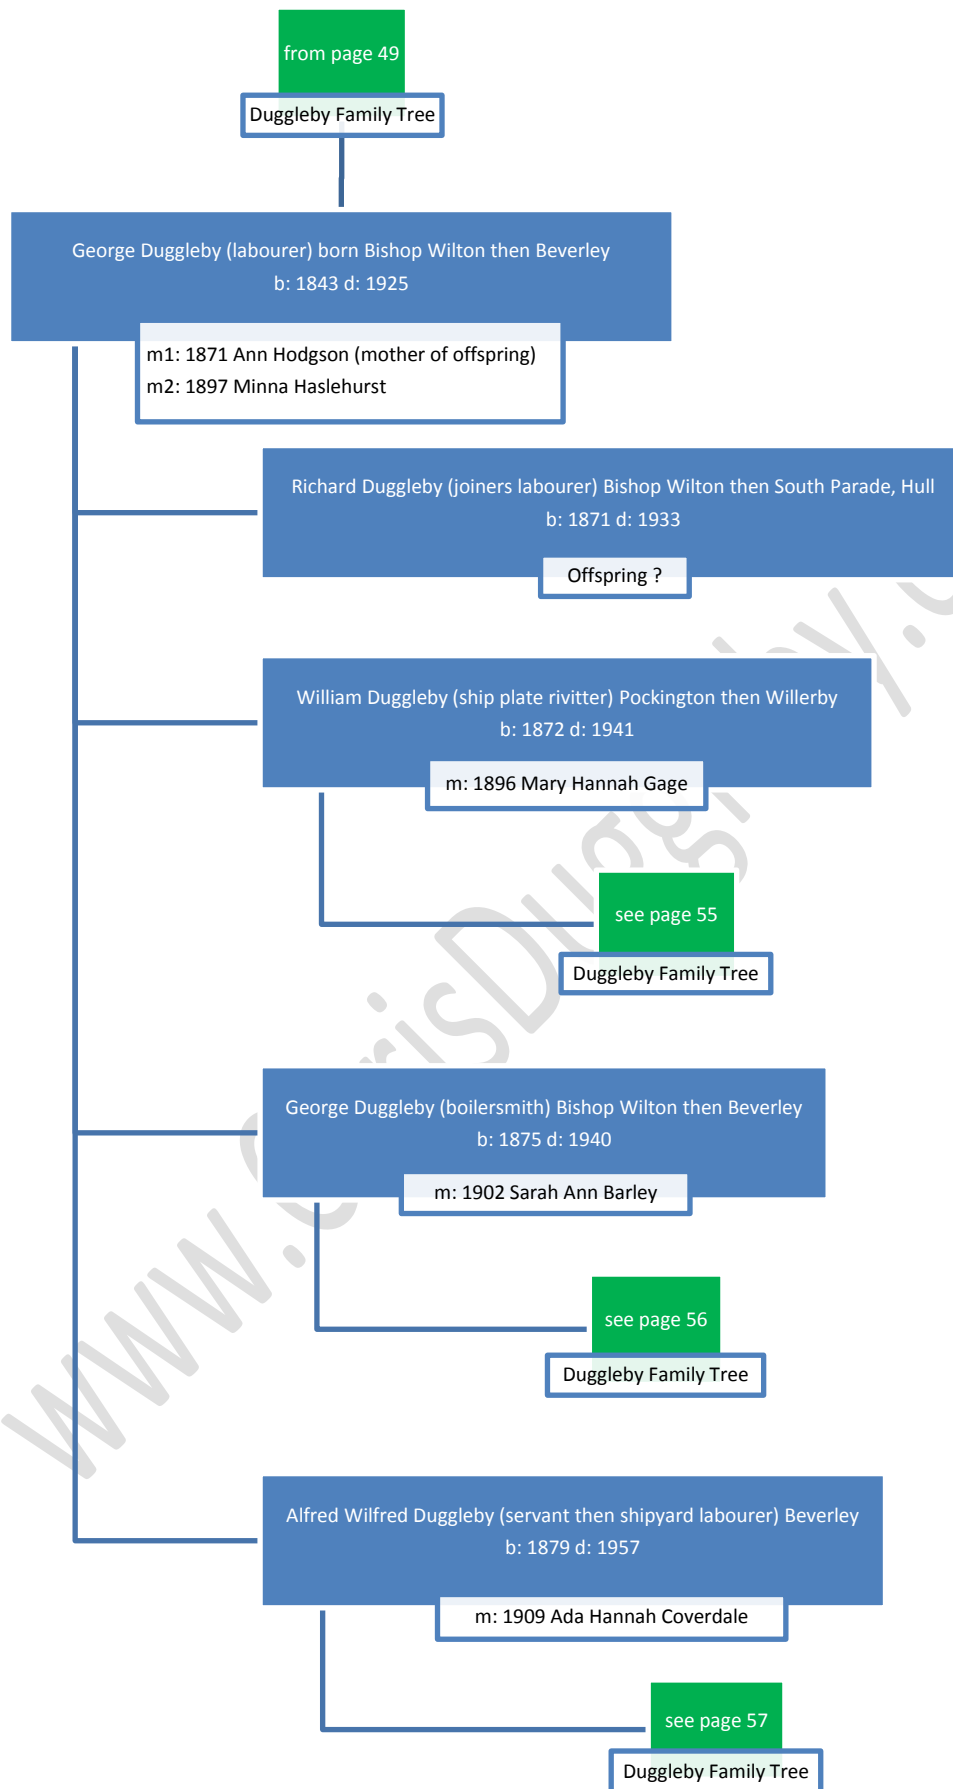 from page 49
Duggleby Family Tree
George Duggleby (labourer) born Bishop Wilton then Beverley
b: 1843 d: 1925
m1: 1871 Ann Hodgson (mother of offspring)
m2: 1897 Minna Haslehurst
Richard Duggleby (joiners labourer) Bishop Wilton then South Parade, Hull
b: 1871 d: 1933
Offspring ?
William Duggleby (ship plate rivitter) Pockington then Willerby
b: 1872 d: 1941
m: 1896 Mary Hannah Gage
see page 55
Duggleby Family Tree
George Duggleby (boilersmith) Bishop Wilton then Beverley
b: 1875 d: 1940
m: 1902 Sarah Ann Barley
see page 56
Duggleby Family Tree
Alfred Wilfred Duggleby (servant then shipyard labourer) Beverley
b: 1879 d: 1957
m: 1909 Ada Hannah Coverdale
see page 57
Duggleby Family Tree